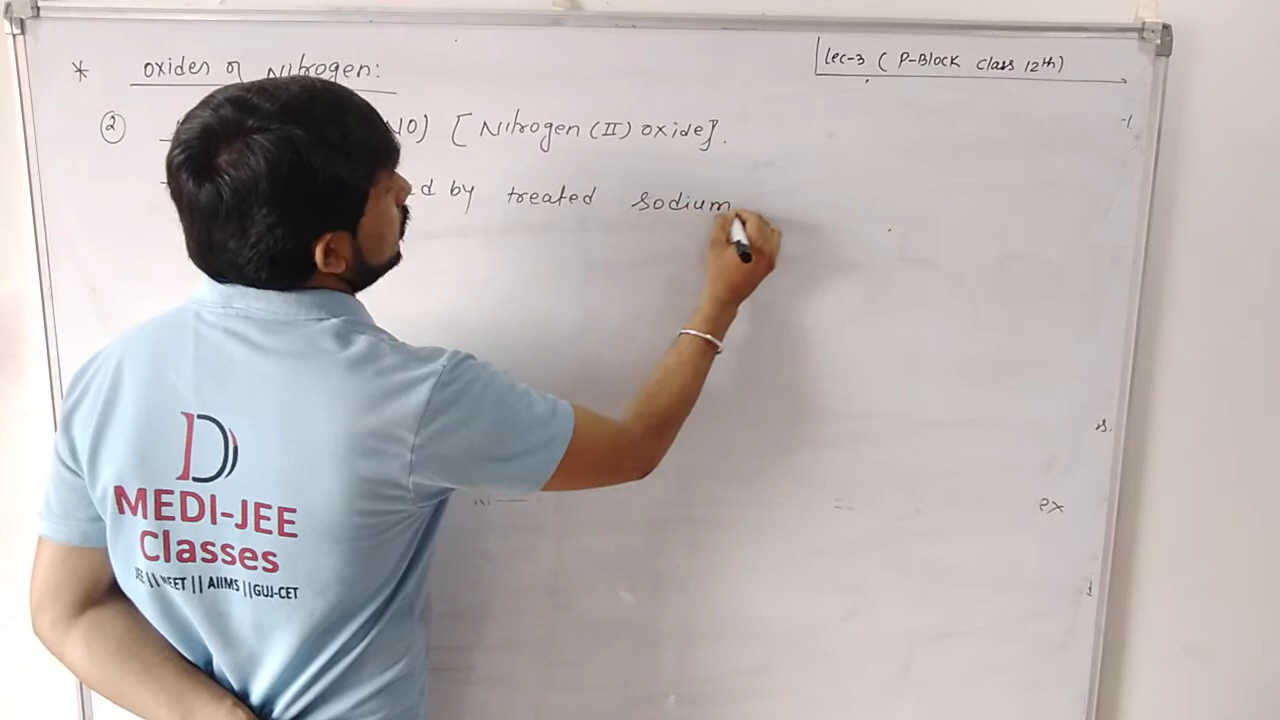 * oxides of Nitrogen:
Lec-3 ( P-Block class 12th)
② NO) [Nitrogen (II) oxide].
by treated sodium
ex
MEDI-JEE
Classes
|| NEET || AIIMS || GUJ-CET